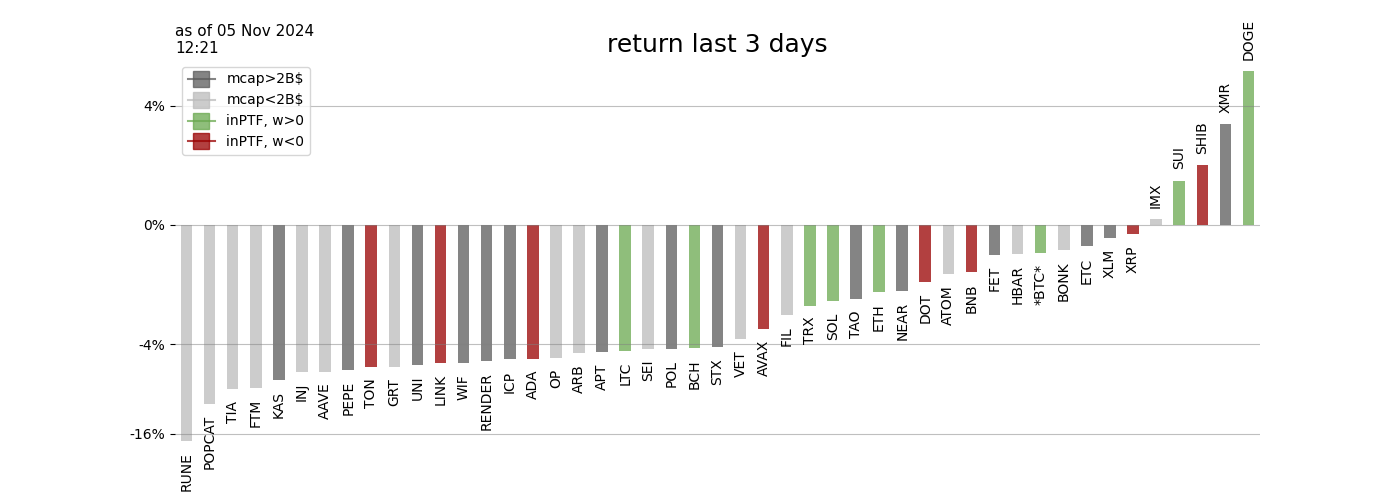 as of 05 Nov 2024
12:21
return last 3 days
mcap>2B$
mcap<2B$
inPTF, w>0
inPTF, w<0
4%
0%
-4%
-16%
RUNE
POPCAT
TIA
FTM
KAS
INJ
AAVE
PEPE
TON
GRT
UNI
LINK
WIF
RENDER
ICP
ADA
OP
ARB
APT
LTC
SEI
POL
BCH
STX
VET
AVAX
FIL
TRX
SOL
TAO
ETH
NEAR
DOT
ATOM
BNB
FET
HBAR
*BTC*
BONK
ETC
XLM
XRP
IMX
SUI
SHIB
XMR
DOGE